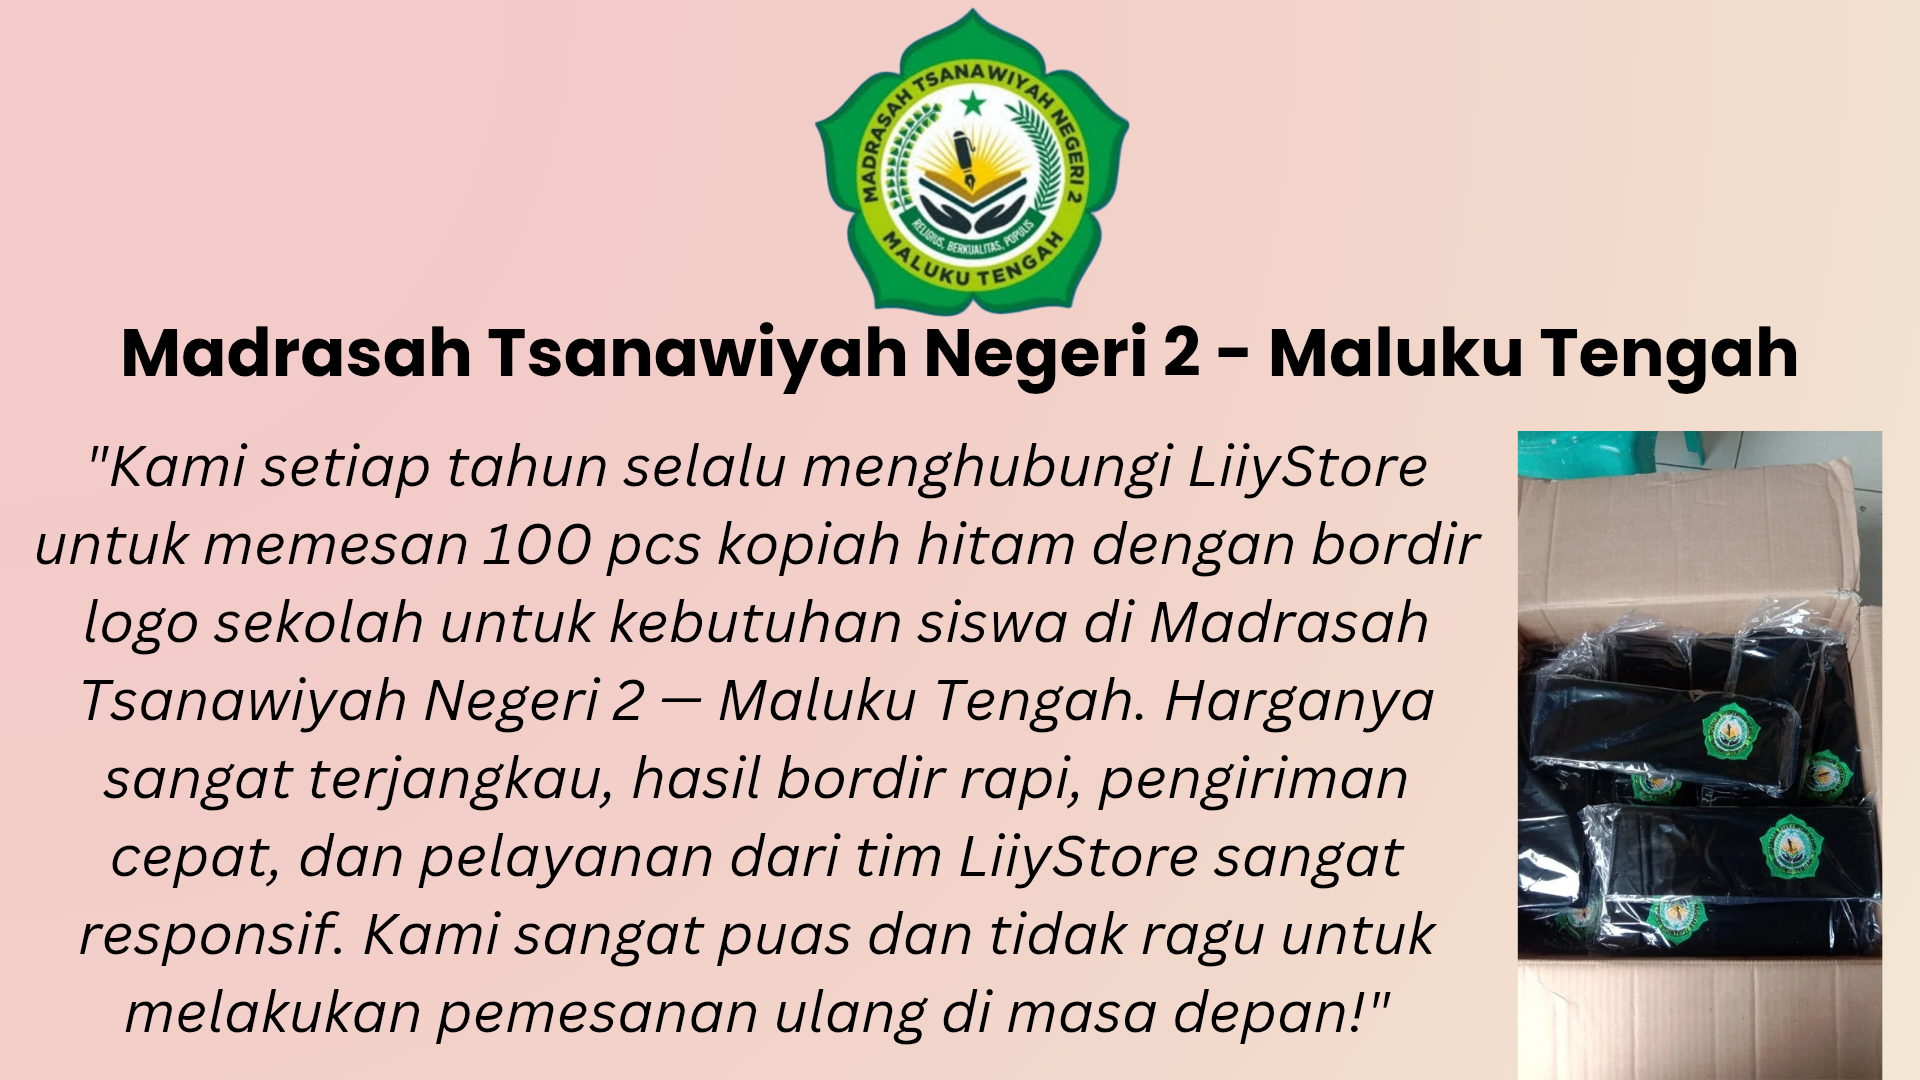 MADRASAH TSANAWIYAH NEGERI 2
RELIGIUS, BERKUALITAS, POPULIS
MALUKU TENGAH
Madrasah Tsanawiyah Negeri 2 - Maluku Tengah
"Kami setiap tahun selalu menghubungi LiiyStore
untuk memesan 100 pcs kopiah hitam dengan bordir
logo sekolah untuk kebutuhan siswa di Madrasah
Tsanawiyah Negeri 2 — Maluku Tengah. Harganya
sangat terjangkau, hasil bordir rapi, pengiriman
cepat, dan pelayanan dari tim LiiyStore sangat
responsif. Kami sangat puas dan tidak ragu untuk
melakukan pemesanan ulang di masa depan!"